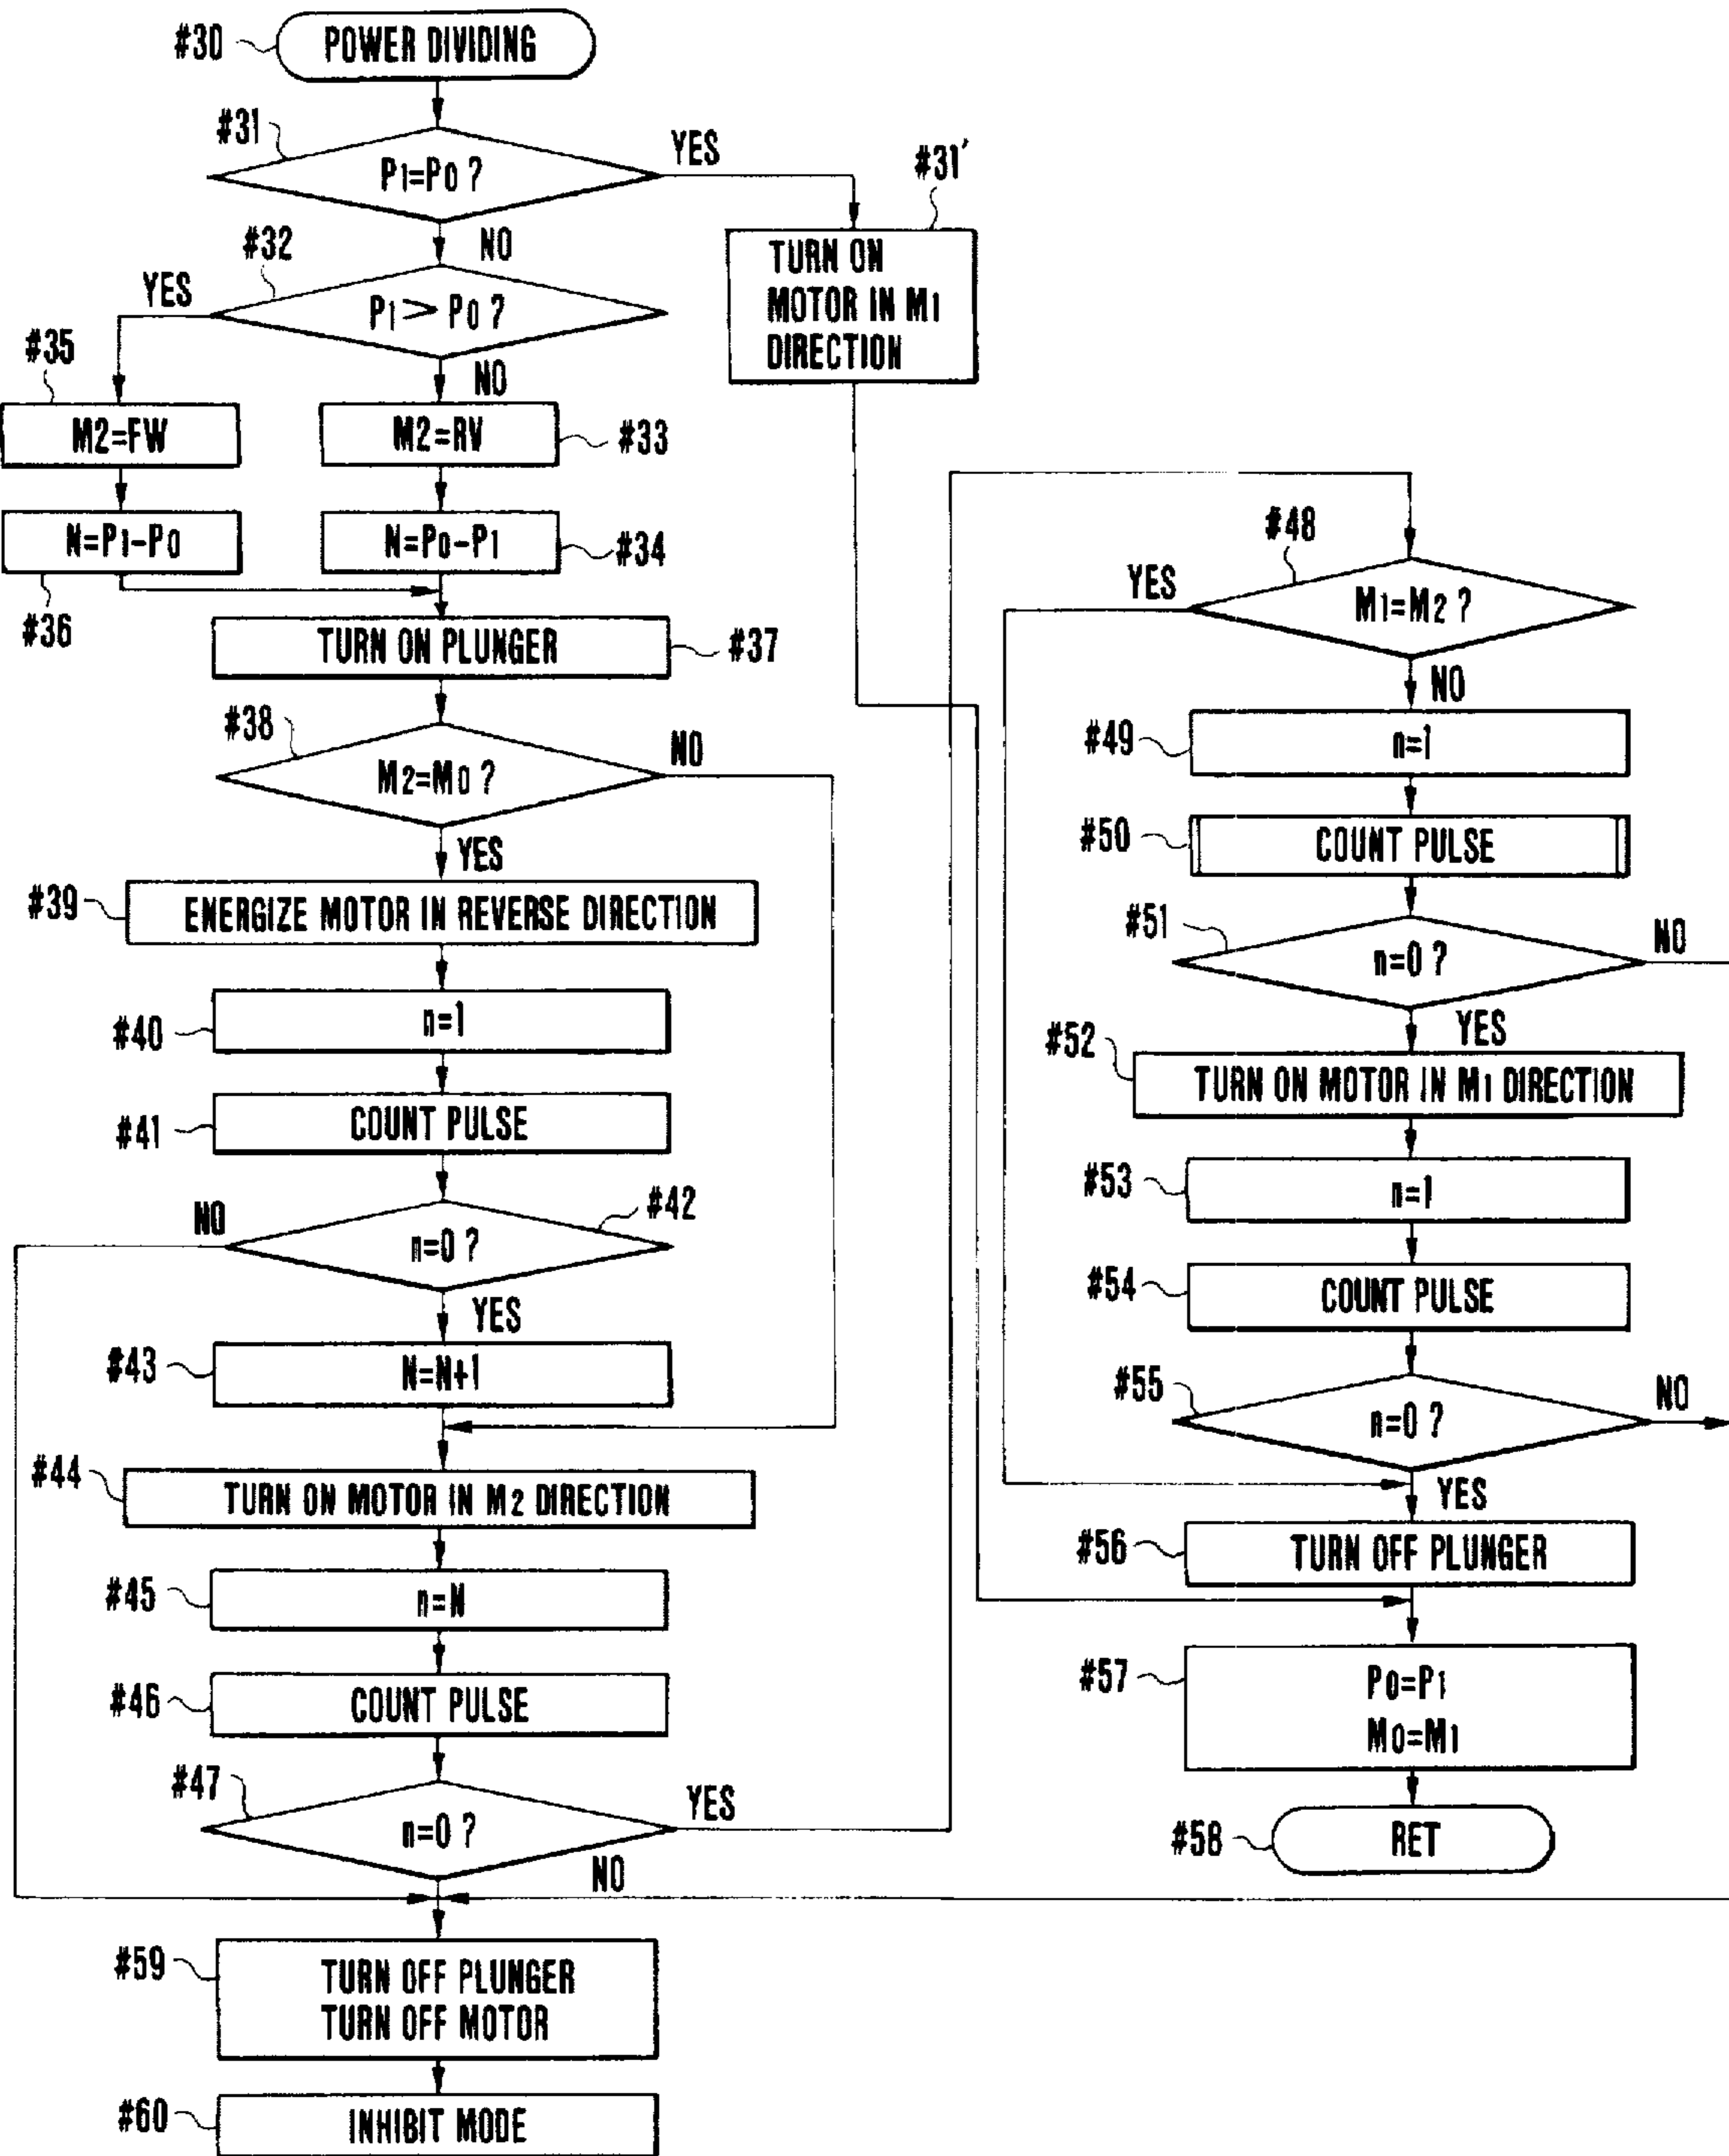 #30 POWER DIVIDING
#31 P1=P0 ?
YES
NO
#31′
TURN ON
MOTOR IN M1
DIRECTION
#32 P1 > P0 ?
YES
NO
#35
M2=FW
M2=RV #33
N=P1-P0
#36
N=P0-P1 #34
TURN ON PLUNGER #37
#38 M2=M0 ?
NO
YES
#39 ENERGIZE MOTOR IN REVERSE DIRECTION
#40 n=1
#41 COUNT PULSE
#42
NO
n=0 ?
YES
#43 N=N+1
#44 TURN ON MOTOR IN M2 DIRECTION
#45 n=N
#46 COUNT PULSE
#47 n=0 ?
YES
NO
#48
YES
M1=M2 ?
NO
#49 n=1
#50 COUNT PULSE
#51 n=0 ?
NO
YES
#52 TURN ON MOTOR IN M1 DIRECTION
#53 n=1
#54 COUNT PULSE
#55 n=0 ?
NO
YES
#56 TURN OFF PLUNGER
#57 P0=P1
M0=M1
#58 RET
#59 TURN OFF PLUNGER
TURN OFF MOTOR
#60 INHIBIT MODE